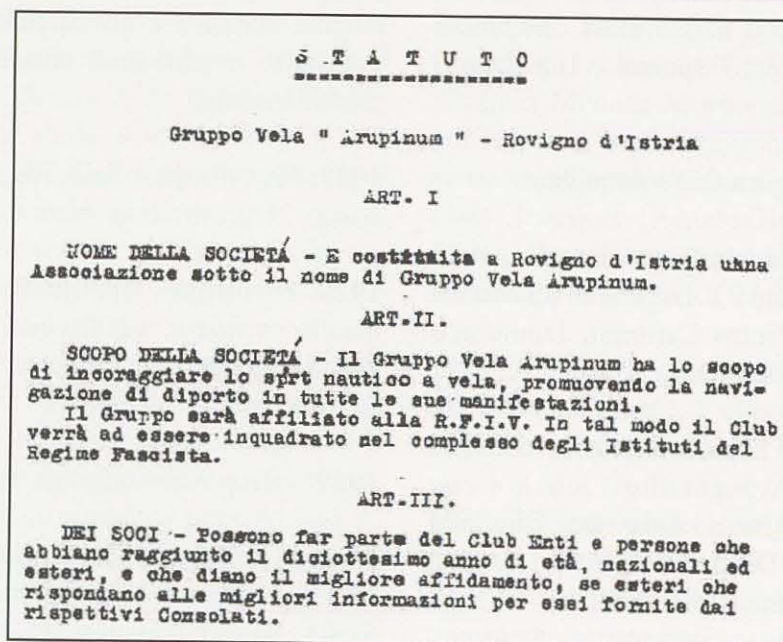 S T A T U T O
Gruppo Vela " Arupinum " - Rovigno d'Istria
ART. I
NOME DELLA SOCIETÁ - E costituita a Rovigno d'Istria unna
Associazione sotto il nome di Gruppo Vela Arupinum.
ART.II.
SCOPO DELLA SOCIETÁ - Il Gruppo Vela Arupinum ha lo scopo
di incoraggiare lo sport nautico a vela, promuovendo la navi-
gazione di diporto in tutte le sue manifestazioni.
Il Gruppo sará affiliato alla R.F.I.V. In tal modo il Club
verrà ad essere inquadrato nel complesso degli Istituti del
Regime Fascista.
ART.III.
DEI SOCI - Possono far parte del Club Enti e persone che
abbiano raggiunto il diciottesimo anno di età, nazionali ed
esteri, e che diano il migliore affidamento, se esteri che
rispondano alle migliori informazioni per essi fornite dai
rispettivi Consolati.